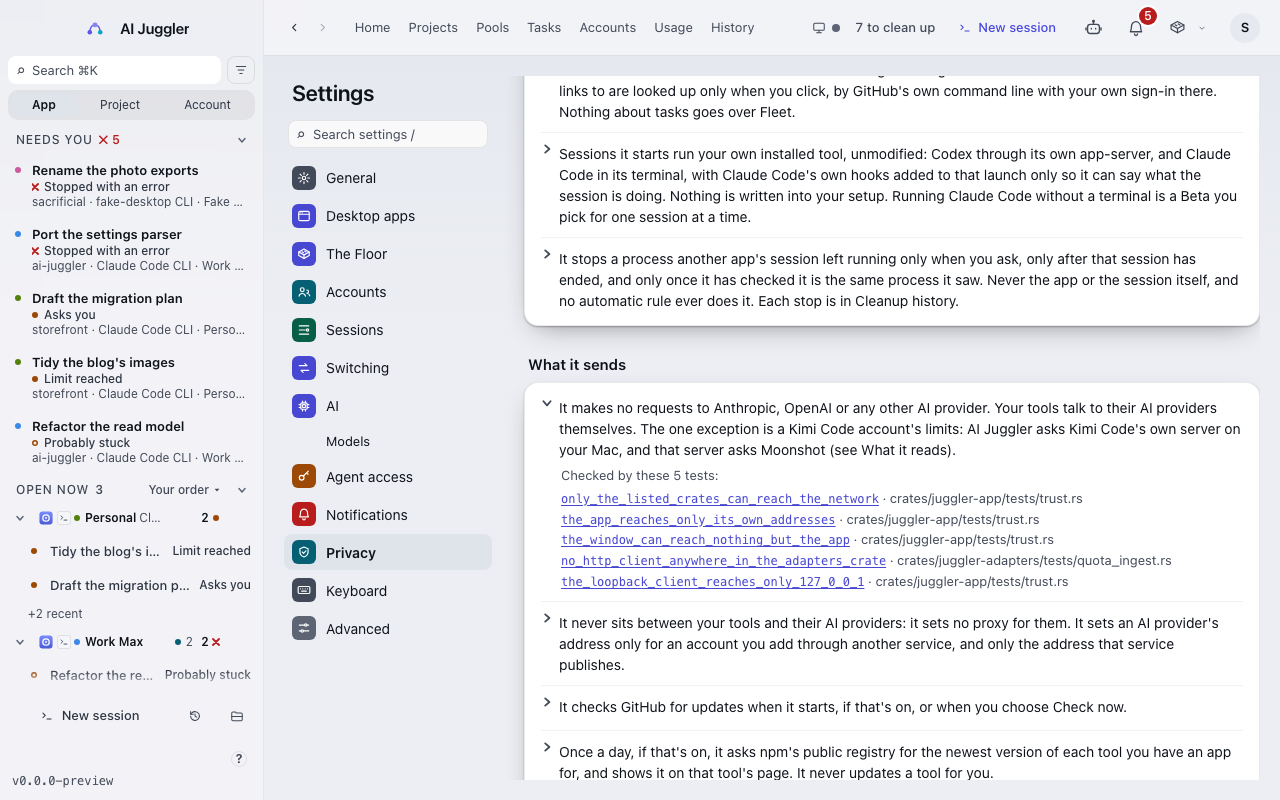 AI Juggler
Search ⌘K
App Project Account
NEEDS YOU 5
Rename the photo exports
Stopped with an error
sacrificial · fake-desktop CLI · Fake ...
Port the settings parser
Stopped with an error
ai-juggler · Claude Code CLI · Work ...
Draft the migration plan
Asks you
storefront · Claude Code CLI · Perso...
Tidy the blog's images
Limit reached
storefront · Claude Code CLI · Perso...
Refactor the read model
Probably stuck
ai-juggler · Claude Code CLI · Work ...
OPEN NOW 3 Your order
Personal Cl... 2
Tidy the blog's i... Limit reached
Draft the migration p... Asks you
+2 recent
Work Max 2 2
Refactor the re... Probably stuck
New session
?
v0.0.0-preview
Home Projects Pools Tasks Accounts Usage History 7 to clean up New session 5 S
Settings
Search settings /
General
Desktop apps
The Floor
Accounts
Sessions
Switching
AI
Models
Agent access
Notifications
Privacy
Keyboard
Advanced
links to are looked up only when you click, by GitHub's own command line with your own sign-in there.
Nothing about tasks goes over Fleet.
Sessions it starts run your own installed tool, unmodified: Codex through its own app-server, and Claude
Code in its terminal, with Claude Code's own hooks added to that launch only so it can say what the
session is doing. Nothing is written into your setup. Running Claude Code without a terminal is a Beta you
pick for one session at a time.
It stops a process another app's session left running only when you ask, only after that session has
ended, and only once it has checked it is the same process it saw. Never the app or the session itself, and
no automatic rule ever does it. Each stop is in Cleanup history.
What it sends
It makes no requests to Anthropic, OpenAI or any other AI provider. Your tools talk to their AI providers
themselves. The one exception is a Kimi Code account's limits: AI Juggler asks Kimi Code's own server on
your Mac, and that server asks Moonshot (see What it reads).
Checked by these 5 tests:
only_the_listed_crates_can_reach_the_network · crates/juggler-app/tests/trust.rs
the_app_reaches_only_its_own_addresses · crates/juggler-app/tests/trust.rs
the_window_can_reach_nothing_but_the_app · crates/juggler-app/tests/trust.rs
no_http_client_anywhere_in_the_adapters_crate · crates/juggler-adapters/tests/quota_ingest.rs
the_loopback_client_reaches_only_127_0_0_1 · crates/juggler-app/tests/trust.rs
It never sits between your tools and their AI providers: it sets no proxy for them. It sets an AI provider's
address only for an account you add through another service, and only the address that service
publishes.
It checks GitHub for updates when it starts, if that's on, or when you choose Check now.
Once a day, if that's on, it asks npm's public registry for the newest version of each tool you have an app
for, and shows it on that tool's page. It never updates a tool for you.